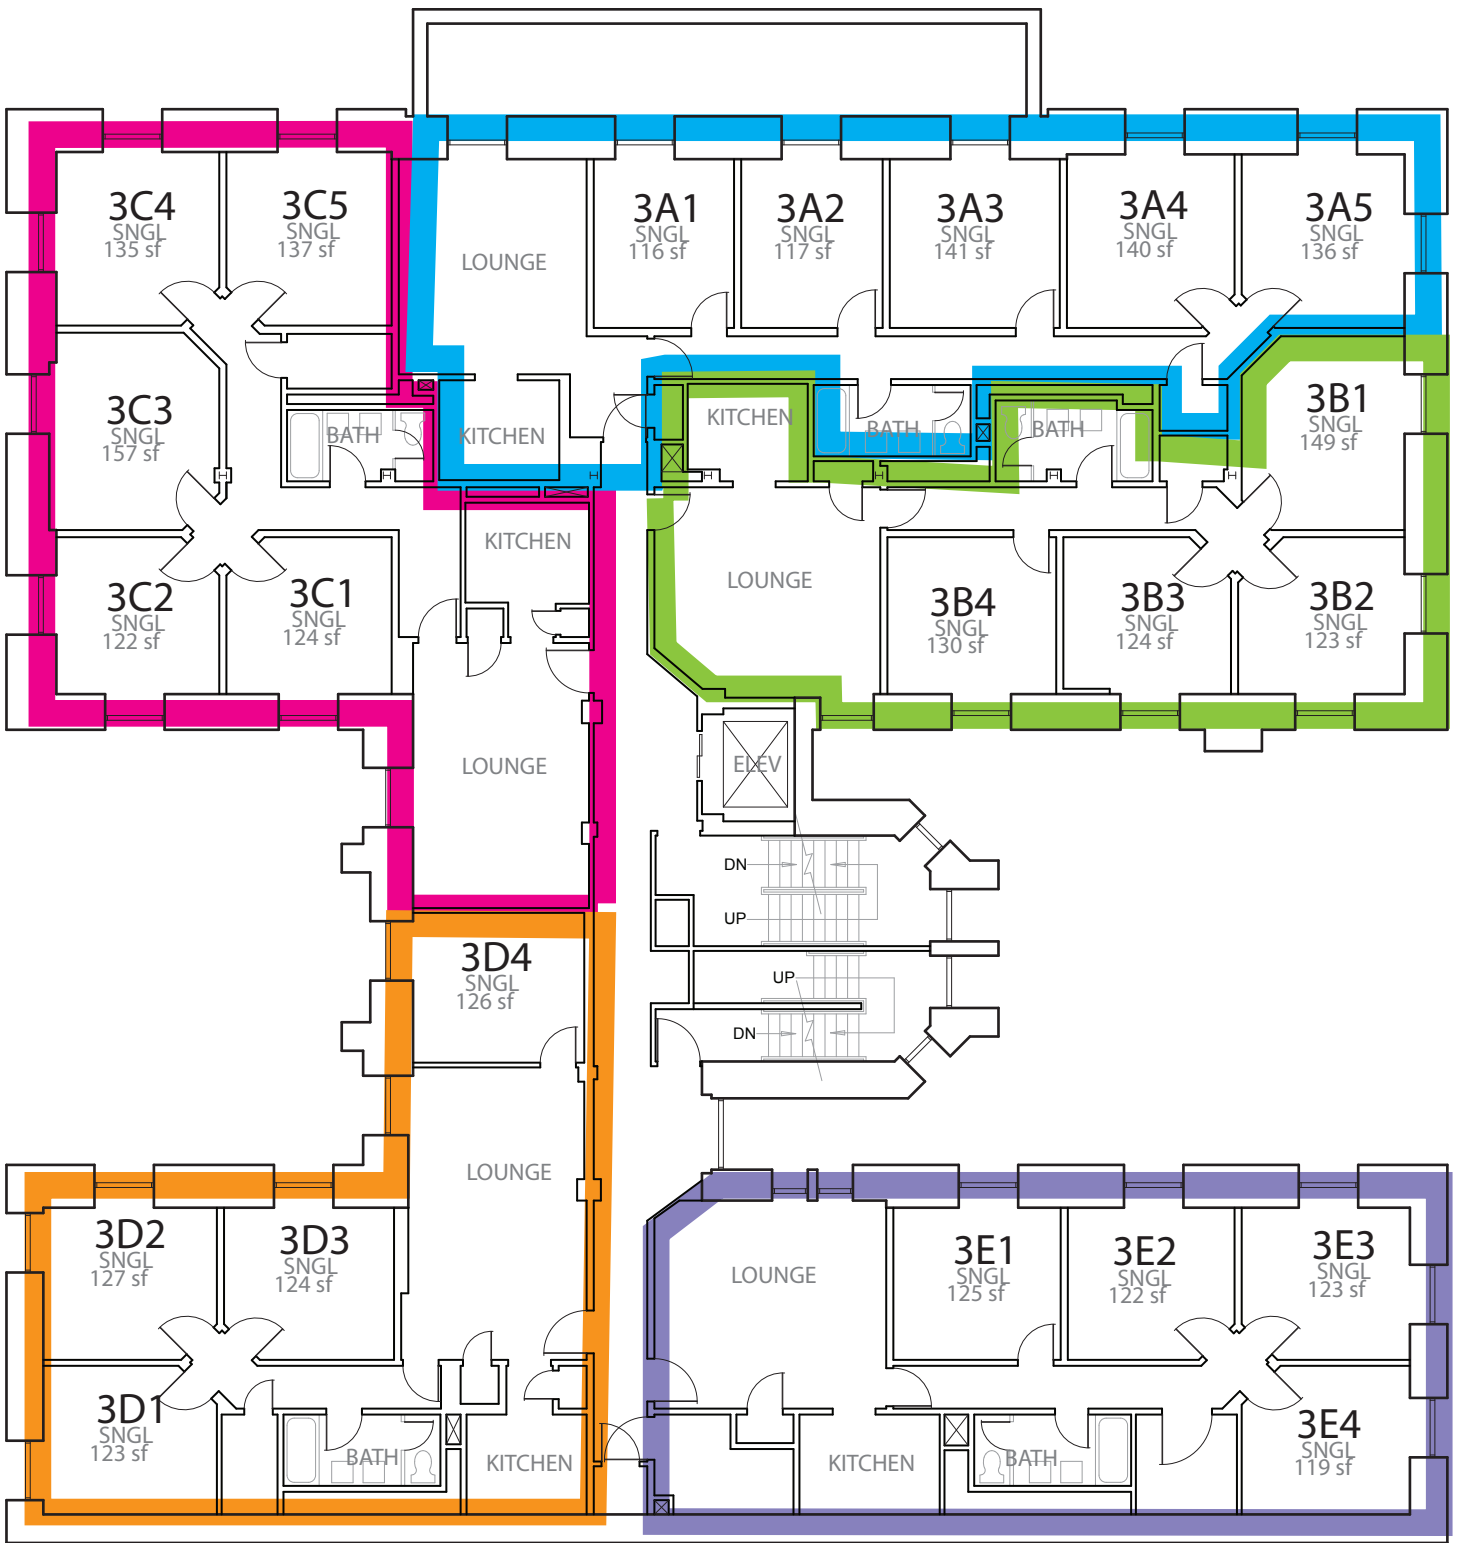 3C4
SNGL
135 sf
3C5
SNGL
137 sf
LOUNGE
3A1
SNGL
116 sf
3A2
SNGL
117 sf
3A3
SNGL
141 sf
3A4
SNGL
140 sf
3A5
SNGL
136 sf
3C3
SNGL
157 sf
BATH
KITCHEN
KITCHEN
BATH
BATH
3B1
SNGL
149 sf
KITCHEN
LOUNGE
3C2
SNGL
122 sf
3C1
SNGL
124 sf
3B4
SNGL
130 sf
3B3
SNGL
124 sf
3B2
SNGL
123 sf
LOUNGE
ELEV
DN
UP
3D4
SNGL
126 sf
UP
DN
LOUNGE
3D2
SNGL
127 sf
3D3
SNGL
124 sf
LOUNGE
3E1
SNGL
125 sf
3E2
SNGL
122 sf
3E3
SNGL
123 sf
3D1
SNGL
123 sf
BATH
KITCHEN
KITCHEN
BATH
3E4
SNGL
119 sf